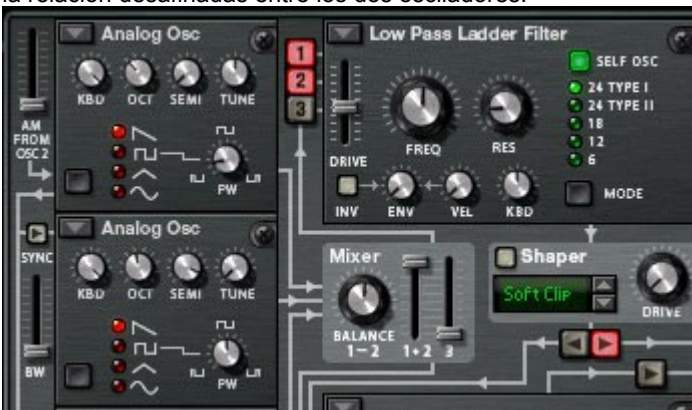 la relación desafinadas entre los dos osciladores.
Analog Osc
KBD OCT SEMI TUNE
AM
FROM
OSC 2
PW
SYNC
Analog Osc
KBD OCT SEMI TUNE
BW
PW
1
2
3
Low Pass Ladder Filter
SELF OSC
24 TYPE I
24 TYPE II
18
12
6
FREQ RES
DRIVE
MODE
INV ENV VEL KBD
Mixer
BALANCE
1–2 1+2 3
Shaper
Soft Clip
DRIVE